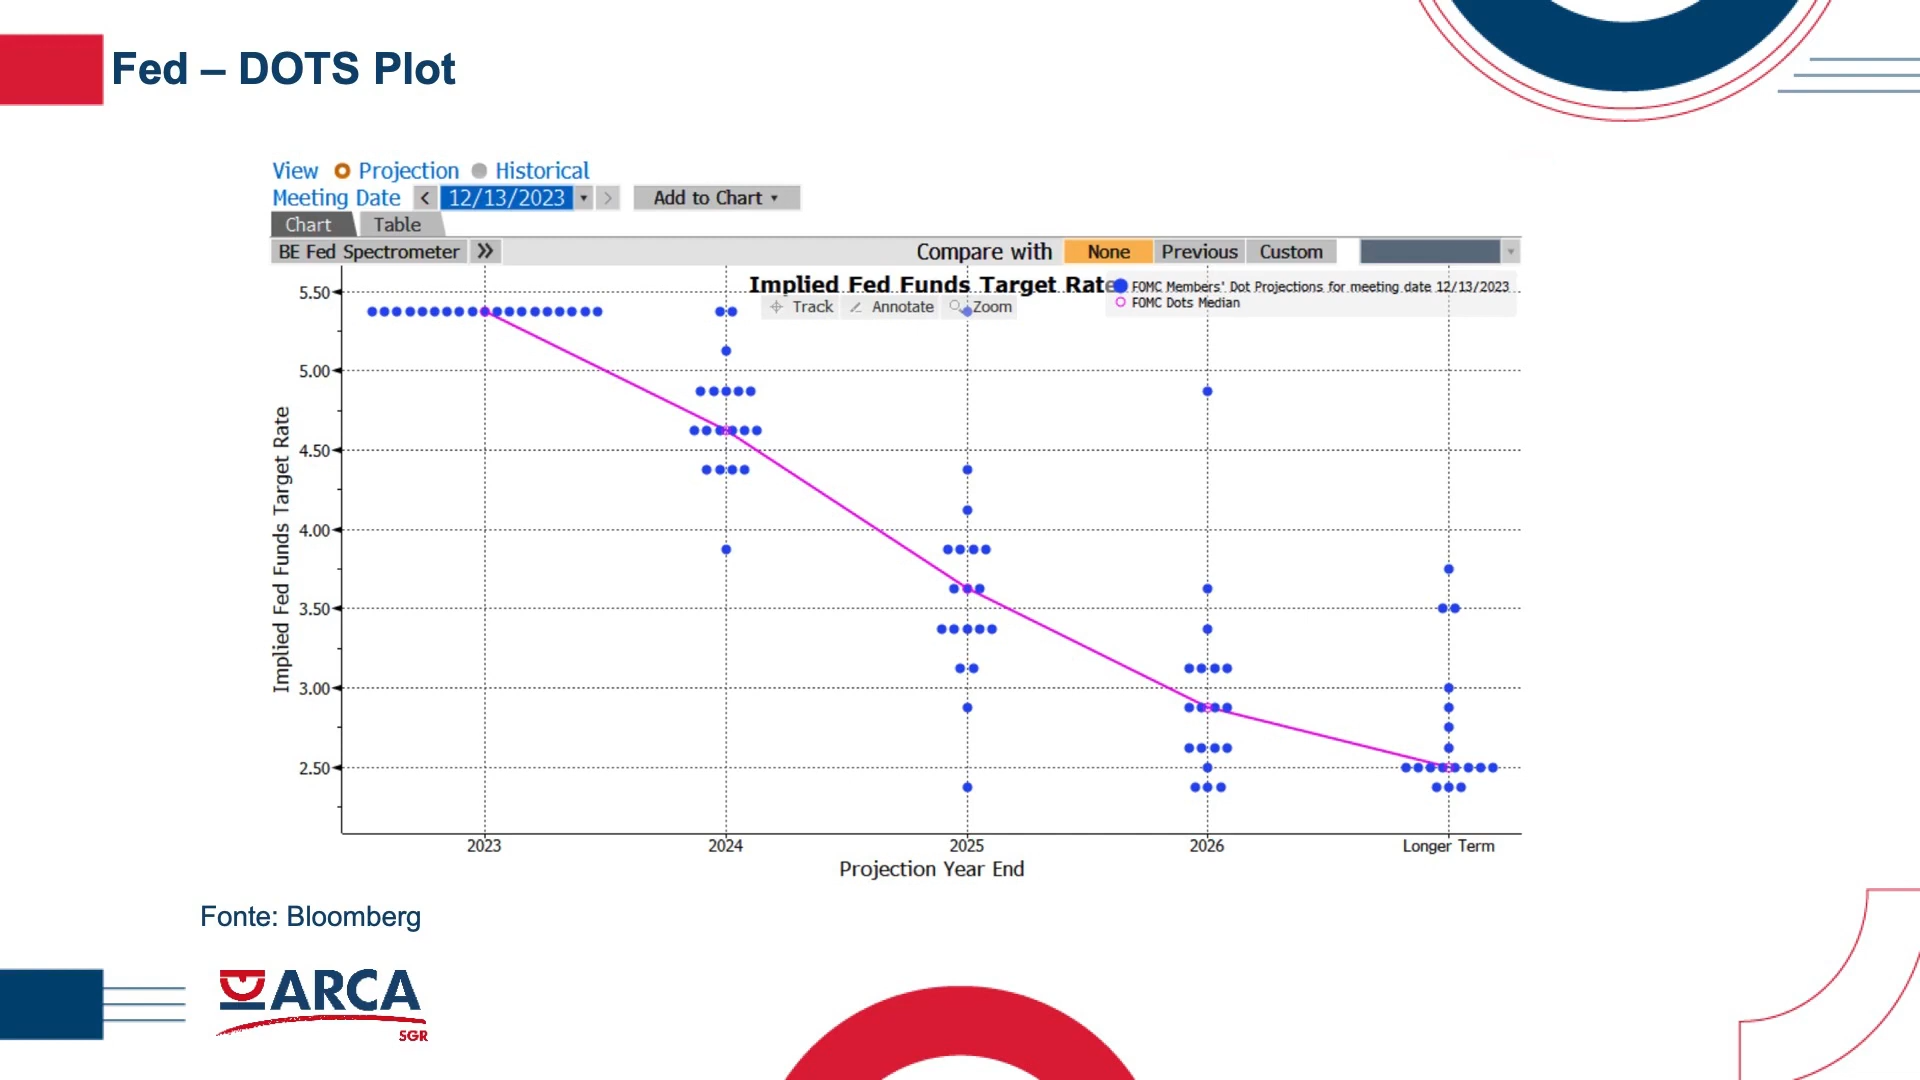 Fed – DOTS Plot
View Projection Historical
Meeting Date < 12/13/2023 > Add to Chart
Chart Table
BE Fed Spectrometer » Compare with None Previous Custom
Implied Fed Funds Target Rate
FOMC Members' Dot Projections for meeting date 12/13/2023
FOMC Dots Median
Track Annotate Zoom
Implied Fed Funds Target Rate
5.50
5.00
4.50
4.00
3.50
3.00
2.50
2023 2024 2025 2026 Longer Term
Projection Year End
Fonte: Bloomberg
ARCA
SGR